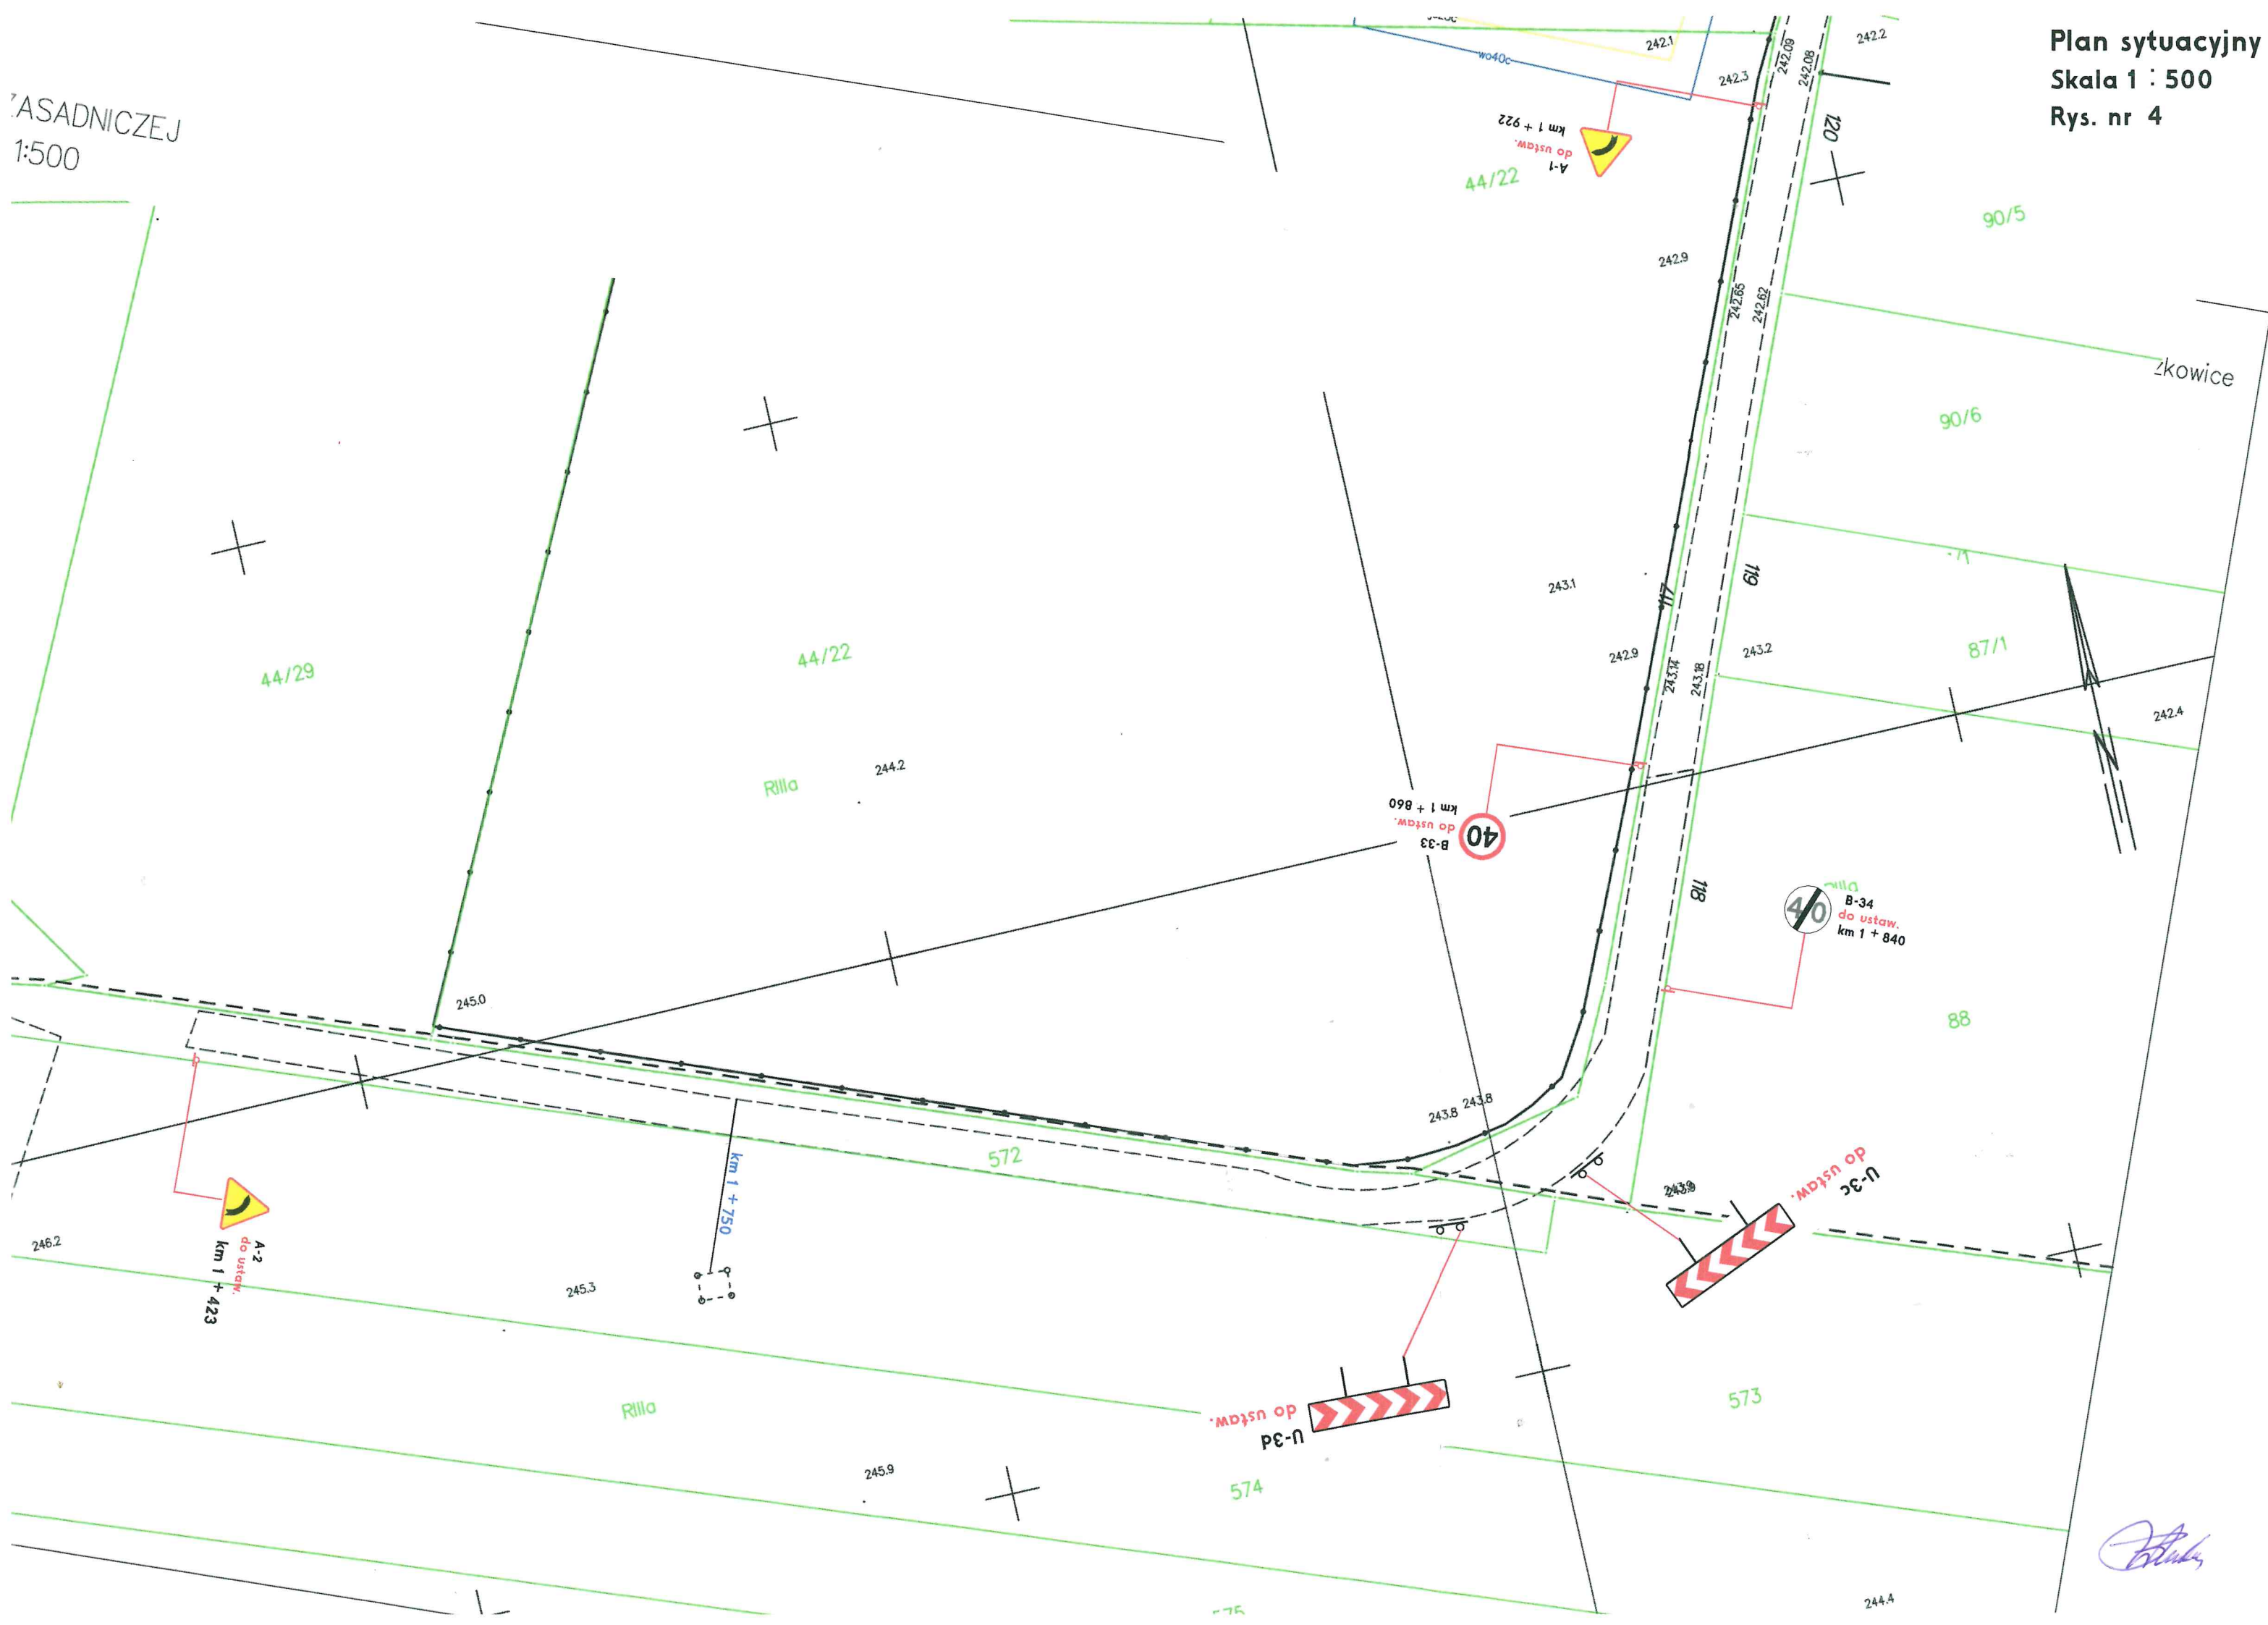 Plan sytuacyjny
Skala 1 : 500
Rys. nr 4
ZASADNICZEJ
1:500
wo40c
242.1
242.3
242.09
242.08
242.2
120
A-1
do ustaw.
km 1 + 922
44/22
90/5
242.9
242.65
242.62
zkowice
90/6
119
243.1
117
242.9
243.14
243.18
243.2
87/1
242.4
44/29
44/22
RIIIa
244.2
40
B-33
do ustaw.
km 1 + 860
118
40
B-34
do ustaw.
km 1 + 840
88
245.0
243.8
243.8
572
km 1 + 750
243.9
U-3c
do ustaw.
A-2
do ustaw.
km 1 + 423
246.2
245.3
RIIIa
U-3d
do ustaw.
573
574
245.9
244.4